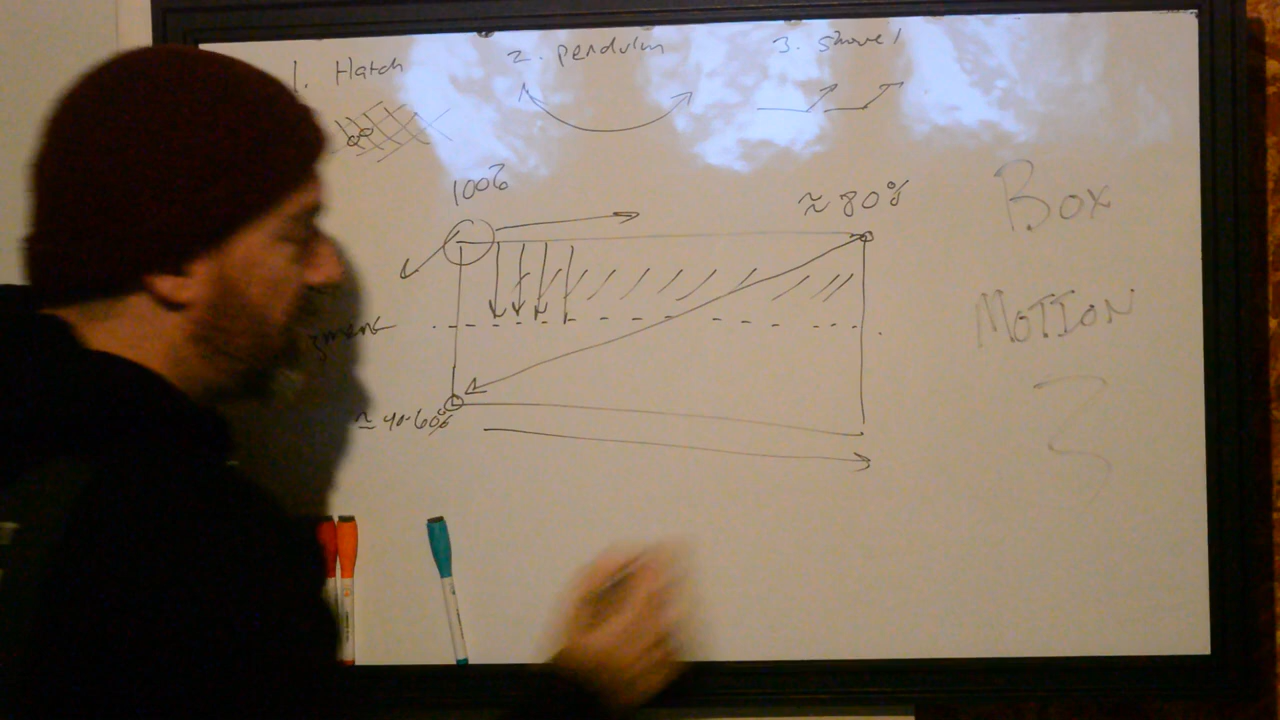 1. Hatch
2. pendulum
3. shovel
100%
≈ 80%
BOX
MOTION
3
≈ 40-60%